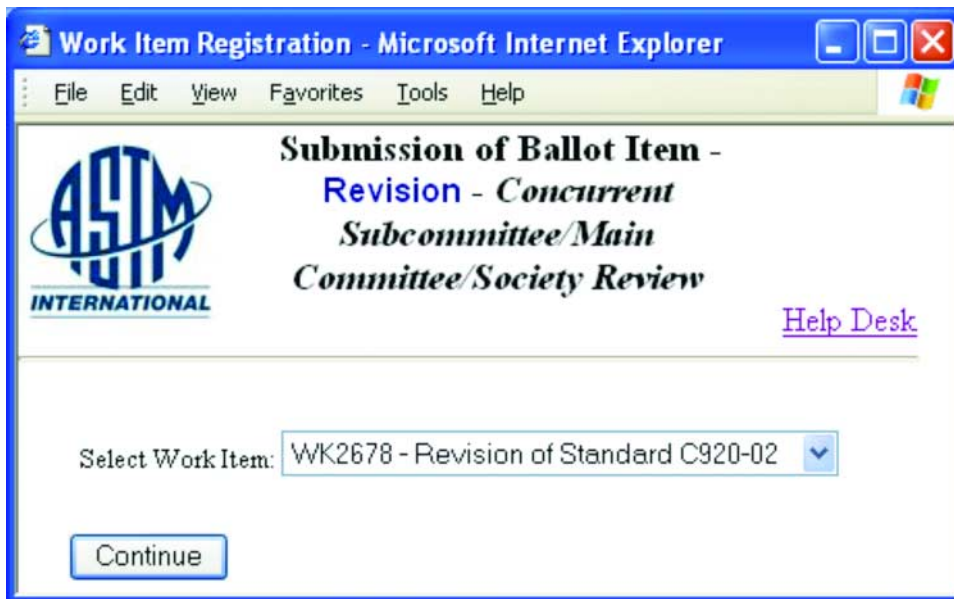 Work Item Registration - Microsoft Internet Explorer
File Edit View Favorites Tools Help
ASTM
INTERNATIONAL
Submission of Ballot Item -
Revision - Concurrent
Subcommittee/Main
Committee/Society Review
Help Desk
Select Work Item: WK2678 - Revision of Standard C920-02
Continue